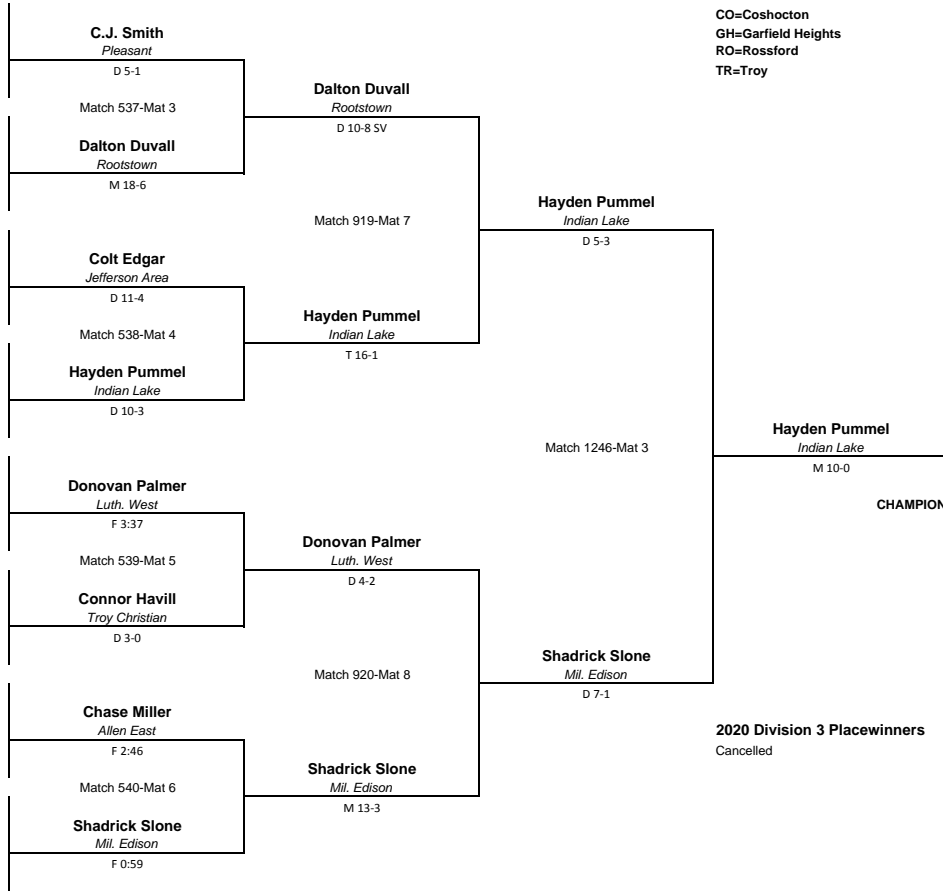 CO=Coshocton
GH=Garfield Heights
RO=Rossford
TR=Troy
C.J. Smith
Pleasant
D 5-1
Match 537-Mat 3
Dalton Duvall
Rootstown
M 18-6
Colt Edgar
Jefferson Area
D 11-4
Match 538-Mat 4
Hayden Pummel
Indian Lake
D 10-3
Donovan Palmer
Luth. West
F 3:37
Match 539-Mat 5
Connor Havill
Troy Christian
D 3-0
Chase Miller
Allen East
F 2:46
Match 540-Mat 6
Shadrick Slone
Mil. Edison
F 0:59
Dalton Duvall
Rootstown
D 10-8 SV
Match 919-Mat 7
Hayden Pummel
Indian Lake
T 16-1
Donovan Palmer
Luth. West
D 4-2
Match 920-Mat 8
Shadrick Slone
Mil. Edison
M 13-3
Hayden Pummel
Indian Lake
D 5-3
Match 1246-Mat 3
Shadrick Slone
Mil. Edison
D 7-1
Hayden Pummel
Indian Lake
M 10-0
CHAMPION
2020 Division 3 Placewinners
Cancelled